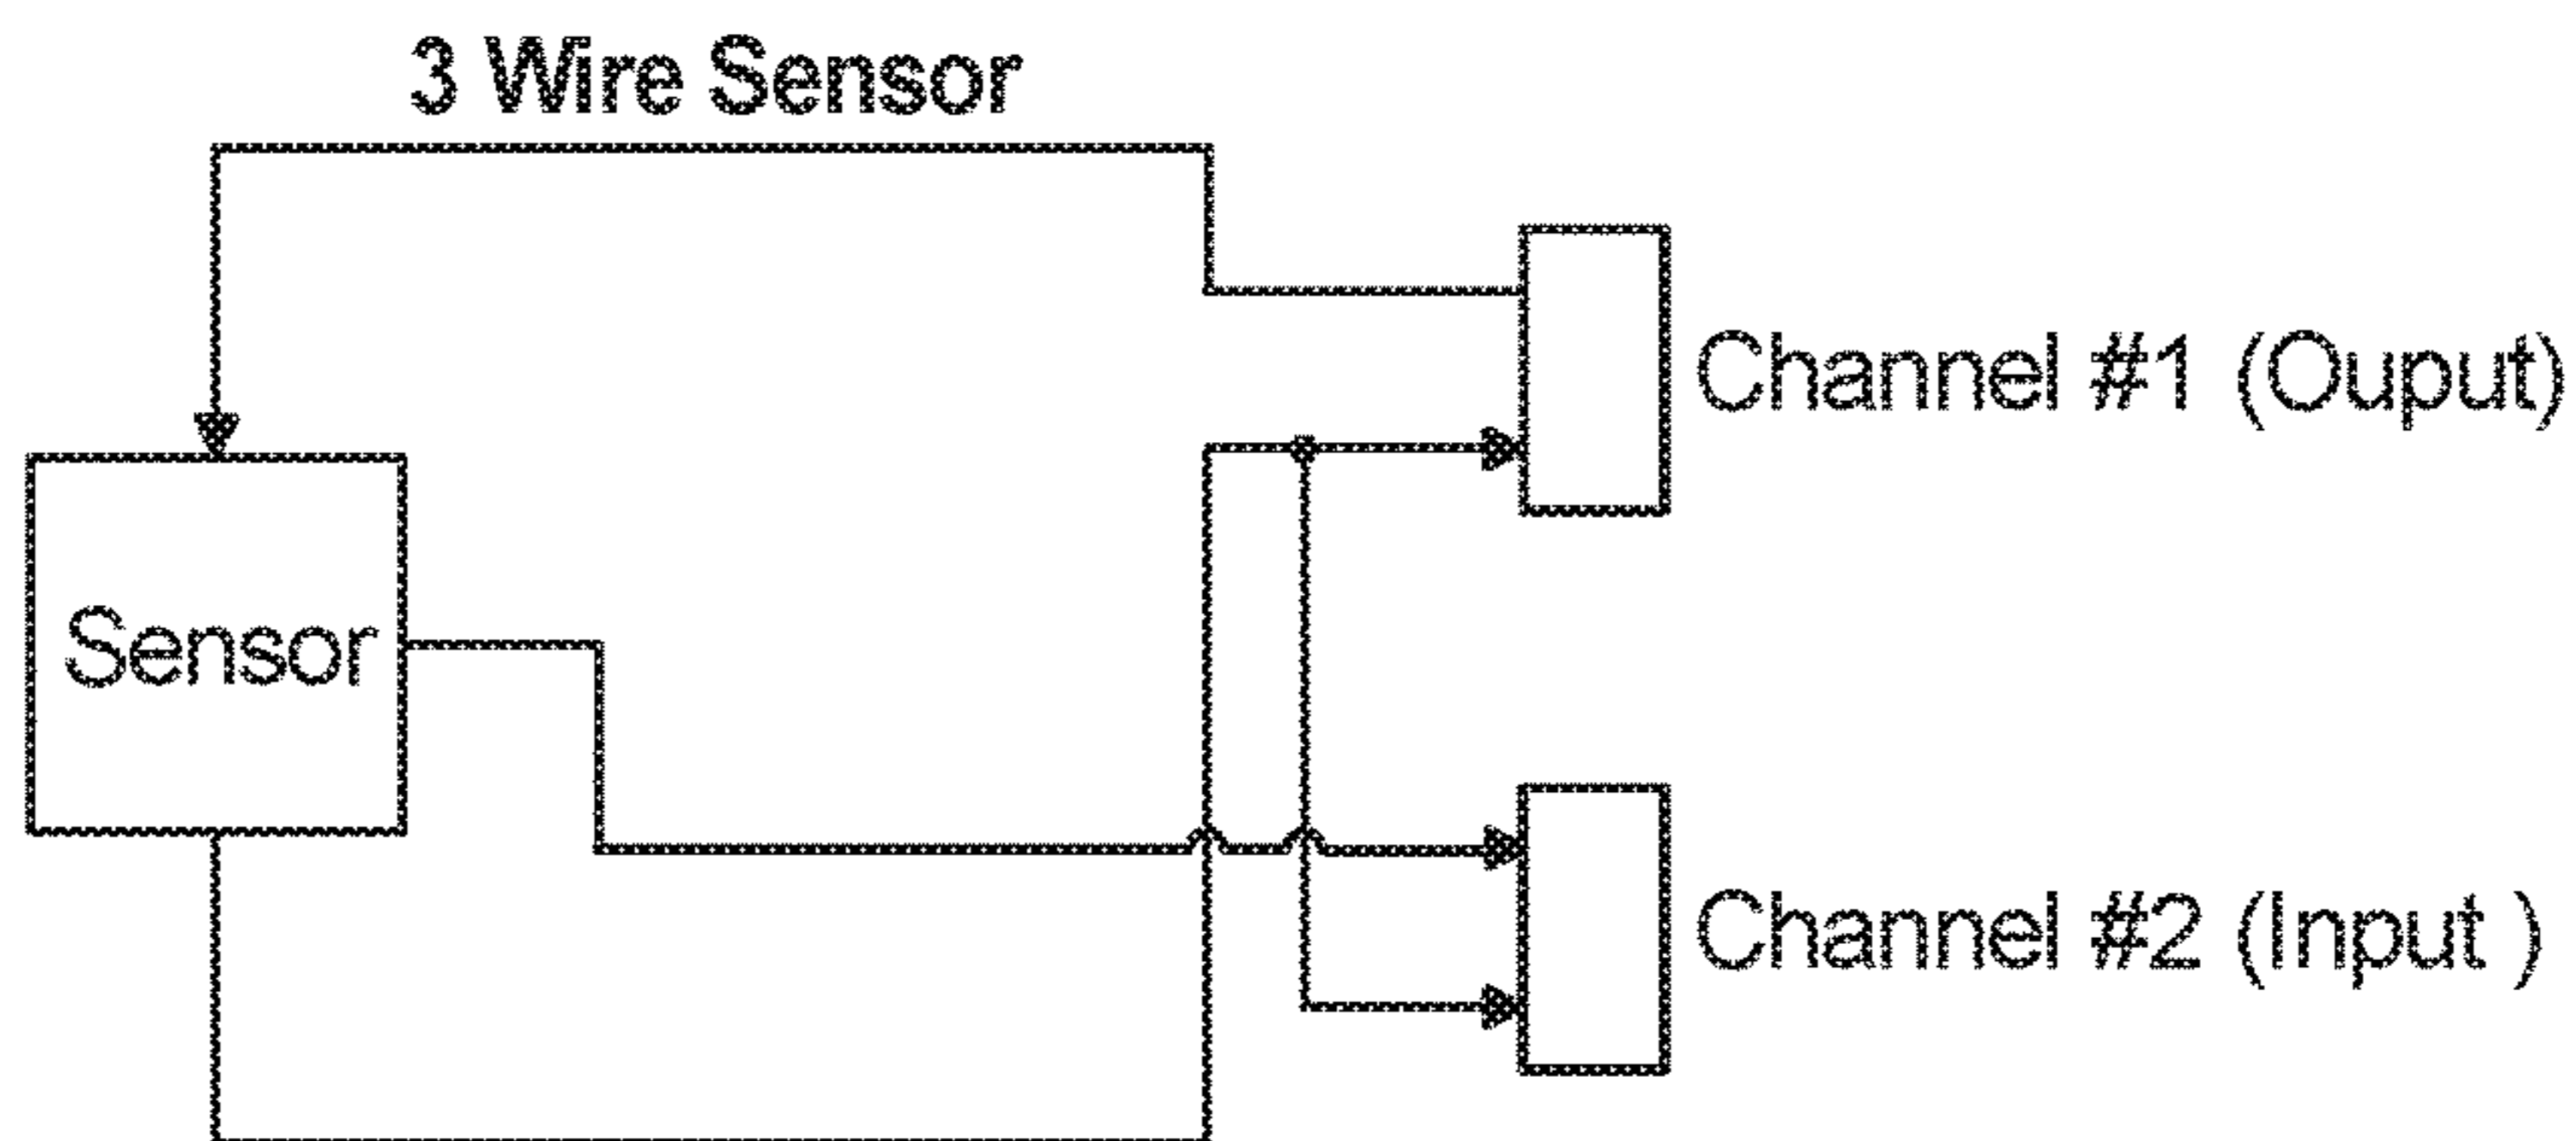 3 Wire Sensor
Channel #1 (Ouput)
Sensor
Channel #2 (Input )